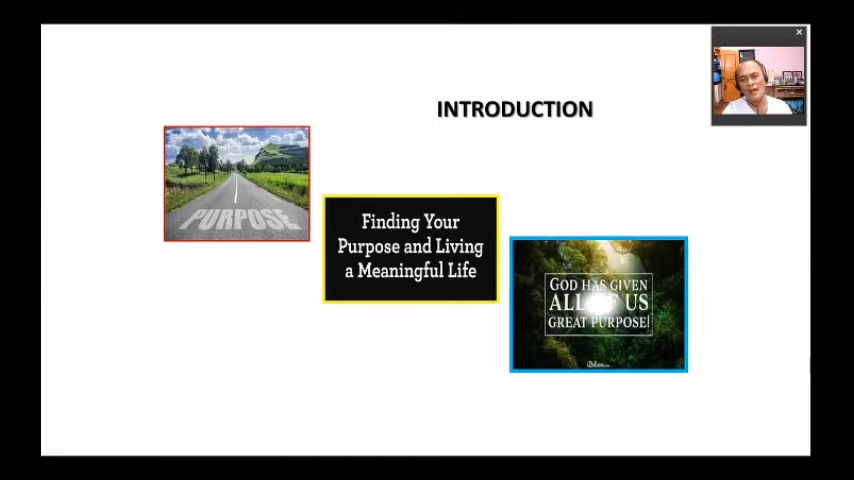 INTRODUCTION
PURPOSE
Finding Your
Purpose and Living
a Meaningful Life
GOD HAS GIVEN
ALL OF US
GREAT PURPOSE!